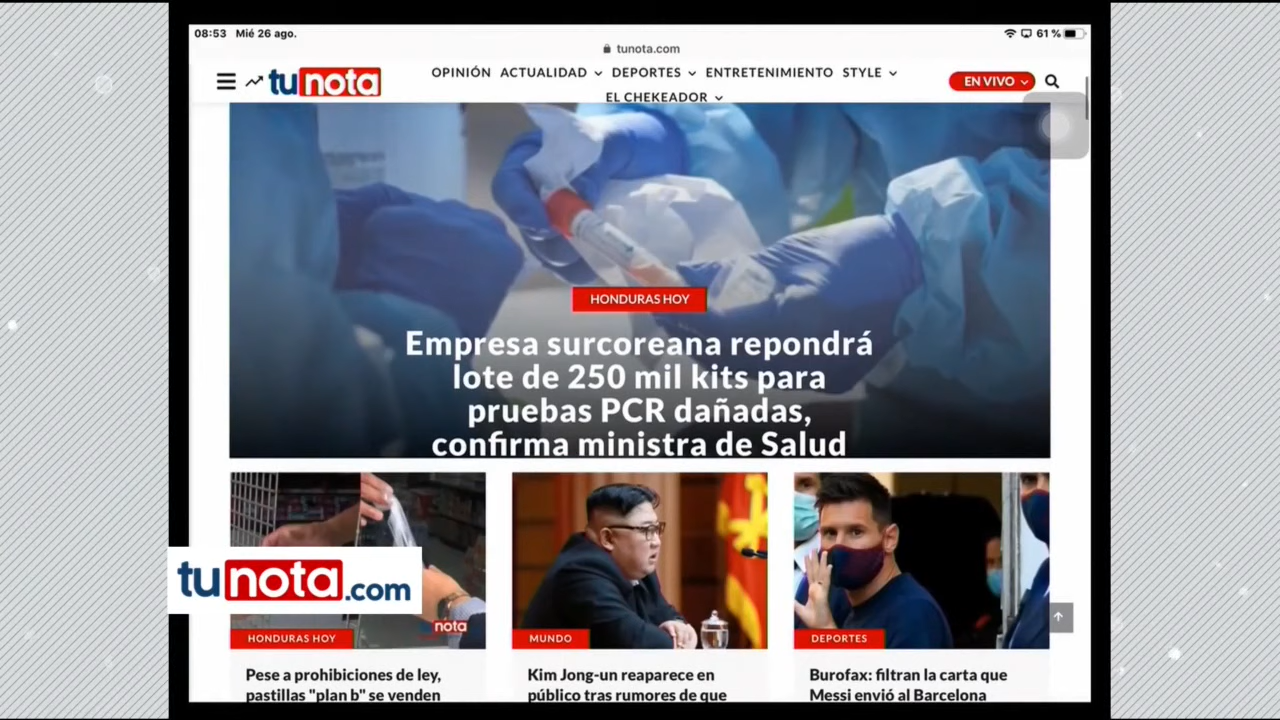 08:53 Mié 26 ago.
61 %
tunota.com
tunota
OPINIÓN ACTUALIDAD DEPORTES ENTRETENIMIENTO STYLE
EL CHEKEADOR
EN VIVO
HONDURAS HOY
Empresa surcoreana repondrá
lote de 250 mil kits para
pruebas PCR dañadas,
confirma ministra de Salud
tunota.com
nota
HONDURAS HOY
Pese a prohibiciones de ley,
pastillas "plan b" se venden
MUNDO
Kim Jong-un reaparece en
público tras rumores de que
DEPORTES
Burofax: filtran la carta que
Messi envió al Barcelona